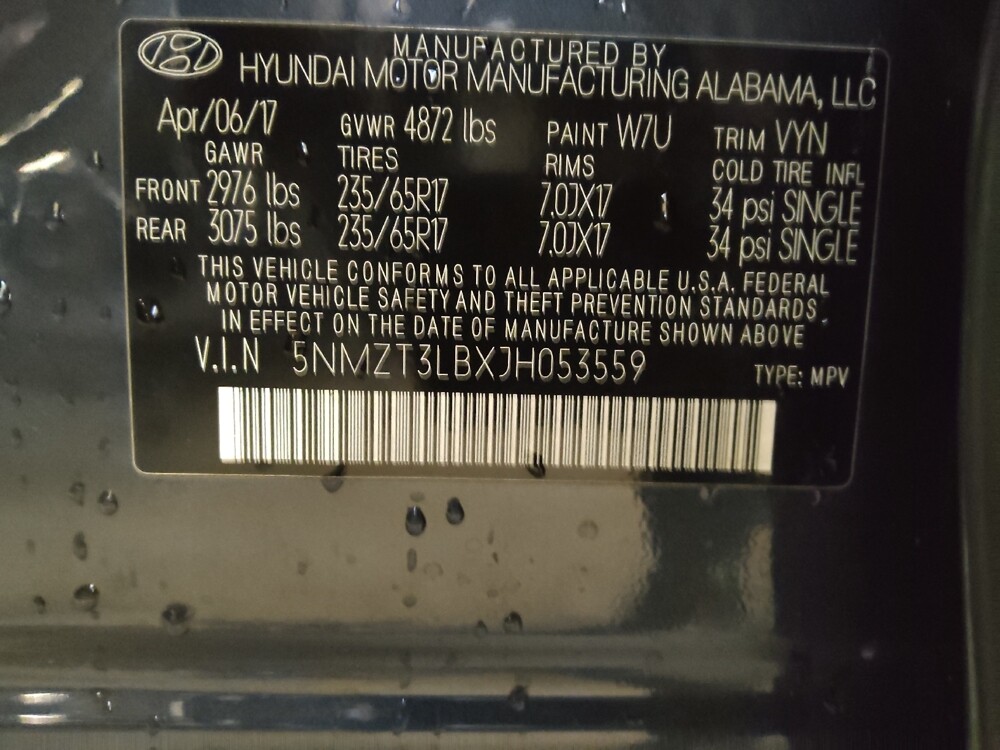 MANUFACTURED BY
HYUNDAI MOTOR MANUFACTURING ALABAMA, LLC
Apr/06/17 GVWR 4872 lbs PAINT W7U TRIM VYN
GAWR TIRES RIMS COLD TIRE INFL
FRONT 2976 lbs 235/65R17 7.0JX17 34 psi SINGLE
REAR 3075 lbs 235/65R17 7.0JX17 34 psi SINGLE
THIS VEHICLE CONFORMS TO ALL APPLICABLE U.S.A. FEDERAL
MOTOR VEHICLE SAFETY AND THEFT PREVENTION STANDARDS
IN EFFECT ON THE DATE OF MANUFACTURE SHOWN ABOVE
V.I.N 5NMZT3LBXJH053559 TYPE: MPV